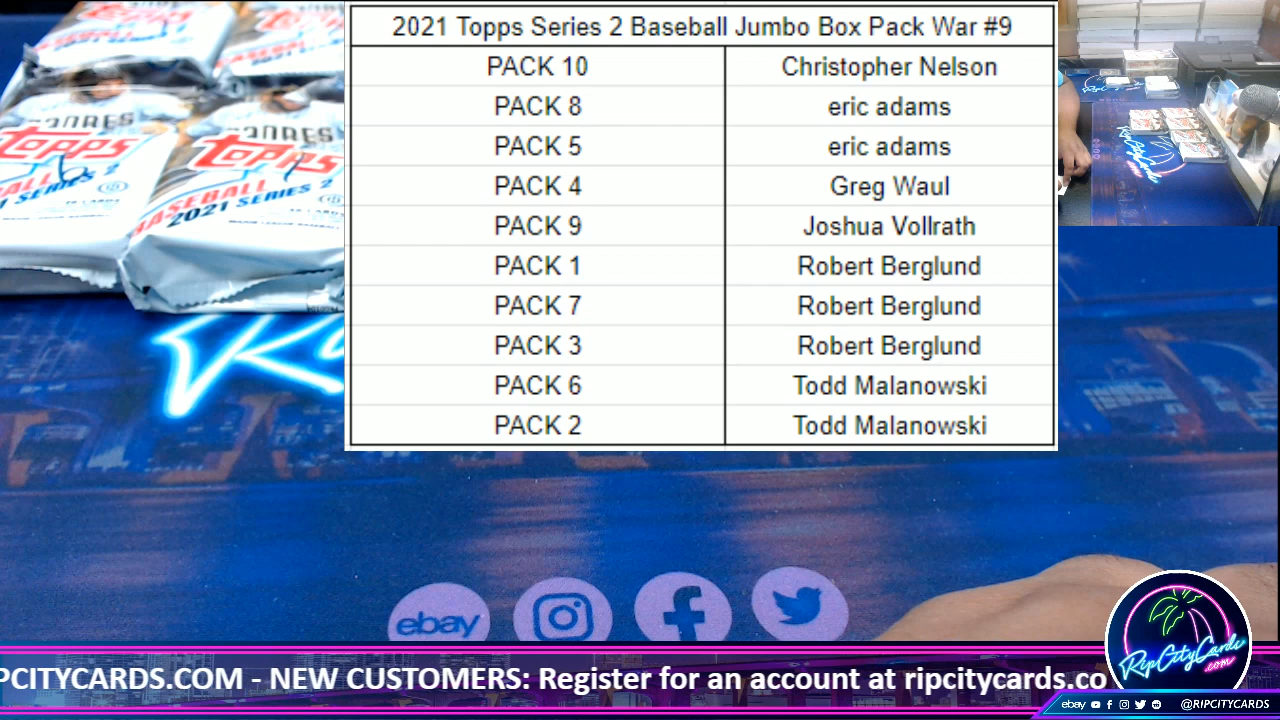 2021 Topps Series 2 Baseball Jumbo Box Pack War #9
PACK 10 Christopher Nelson
PACK 8 eric adams
PACK 5 eric adams
PACK 4 Greg Waul
PACK 9 Joshua Vollrath
PACK 1 Robert Berglund
PACK 7 Robert Berglund
PACK 3 Robert Berglund
PACK 6 Todd Malanowski
PACK 2 Todd Malanowski
topps
topps
BASEBALL
2021 SERIES 2
ebay
PCITYCARDS.COM - NEW CUSTOMERS: Register for an account at ripcitycards.co
RipCityCards
.com
ebay @RIPCITYCARDS